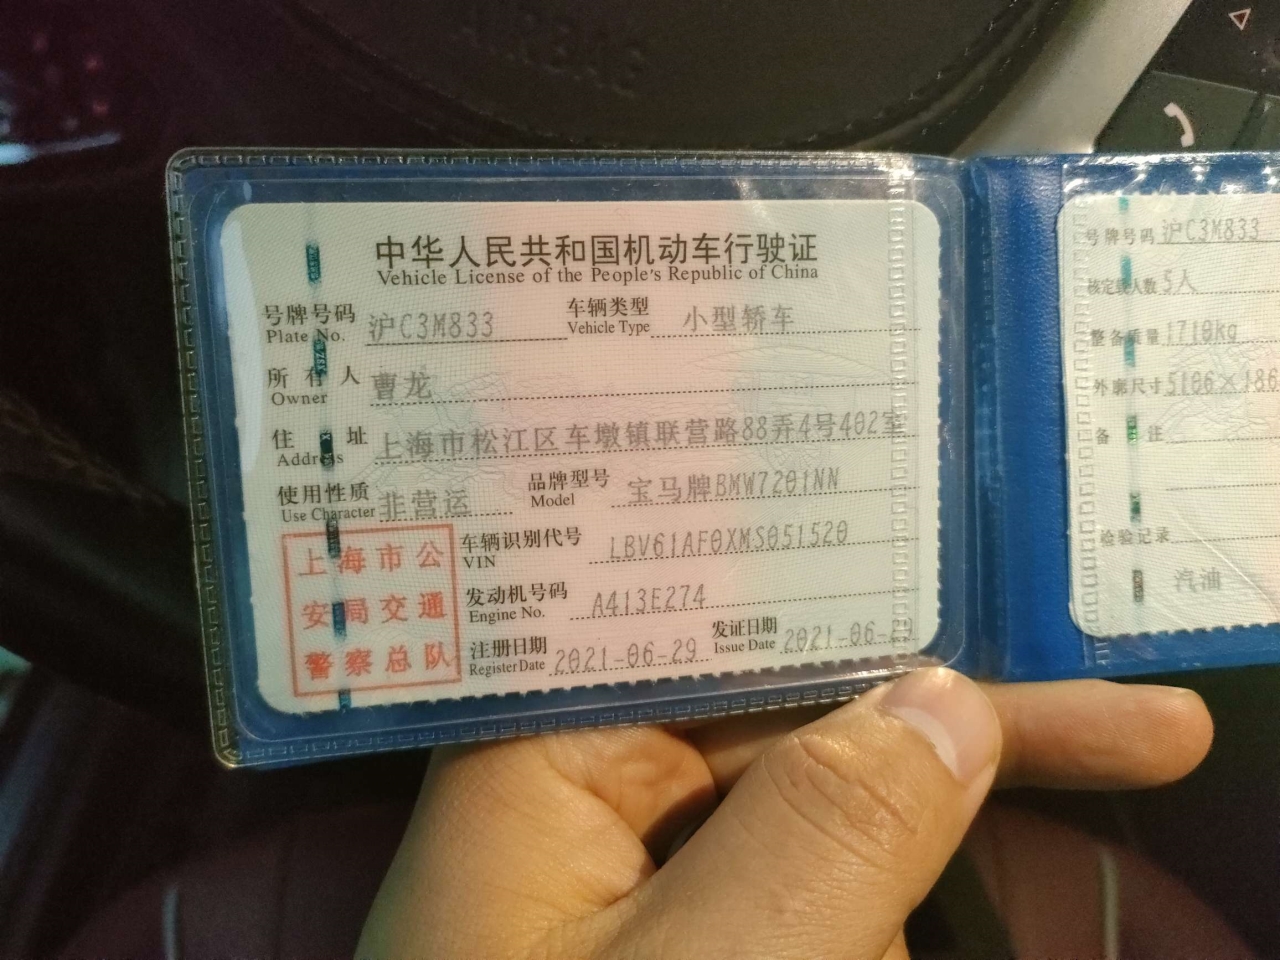 中华人民共和国机动车行驶证
Vehicle License of the People's Republic of China
号牌号码 沪C3M833 车辆类型 小型轿车
Plate No. Vehicle Type
所有人 曹龙
Owner
住址 上海市松江区车墩镇联营路88弄4号402室
Address
使用性质 非营运 品牌型号 宝马牌BMW7201NN
Use Character Model
上海市公安局交通警察总队
车辆识别代号 LBV61AF0XMS051520
VIN
发动机号码 A413E274
Engine No.
注册日期 2021-06-29 发证日期 2021-06-29
Register Date Issue Date
号牌号码 沪C3M833
核定载人数 5人
整备质量 1710kg
外廓尺寸 5106×186
备注
检验记录
汽油